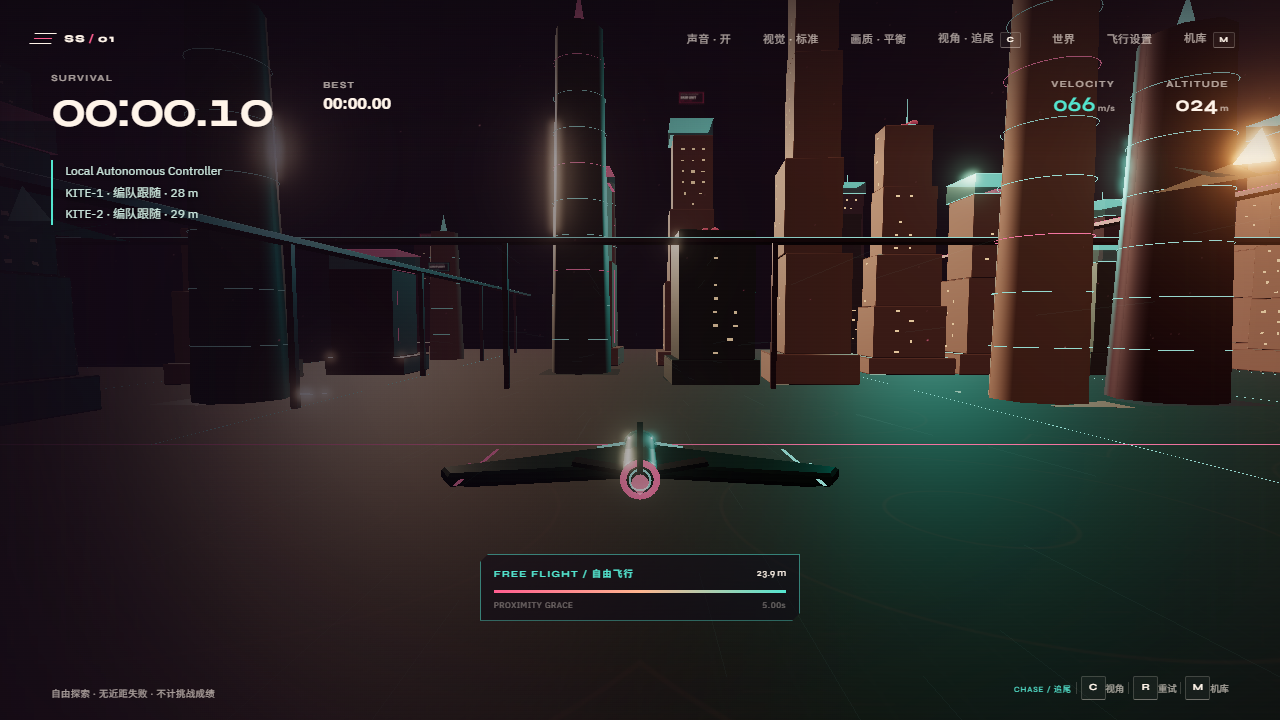 SS / 01
声音 · 开
视觉 · 标准
画质 · 平衡
视角 · 追尾 C
世界
飞行设置
机库 M
SURVIVAL
00:00.10
BEST
00:00.00
VELOCITY
066 m/s
ALTITUDE
024 m
Local Autonomous Controller
KITE-1 · 编队跟随 · 28 m
KITE-2 · 编队跟随 · 29 m
FREE FLIGHT / 自由飞行 23.9 m
PROXIMITY GRACE 5.00s
自由探索 · 无近距失败 · 不计挑战成绩
CHASE / 追尾 C 视角 R 重试 M 机库